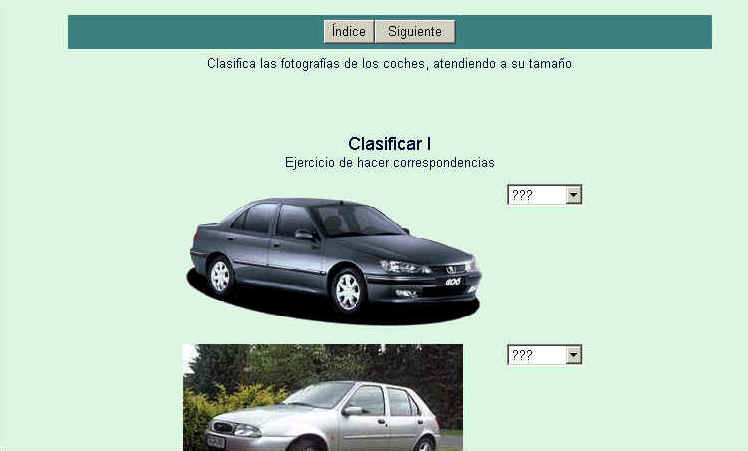 Índice Siguiente
Clasifica las fotografías de los coches, atendiendo a su tamaño
Clasificar I
Ejercicio de hacer correspondencias
???
406
???